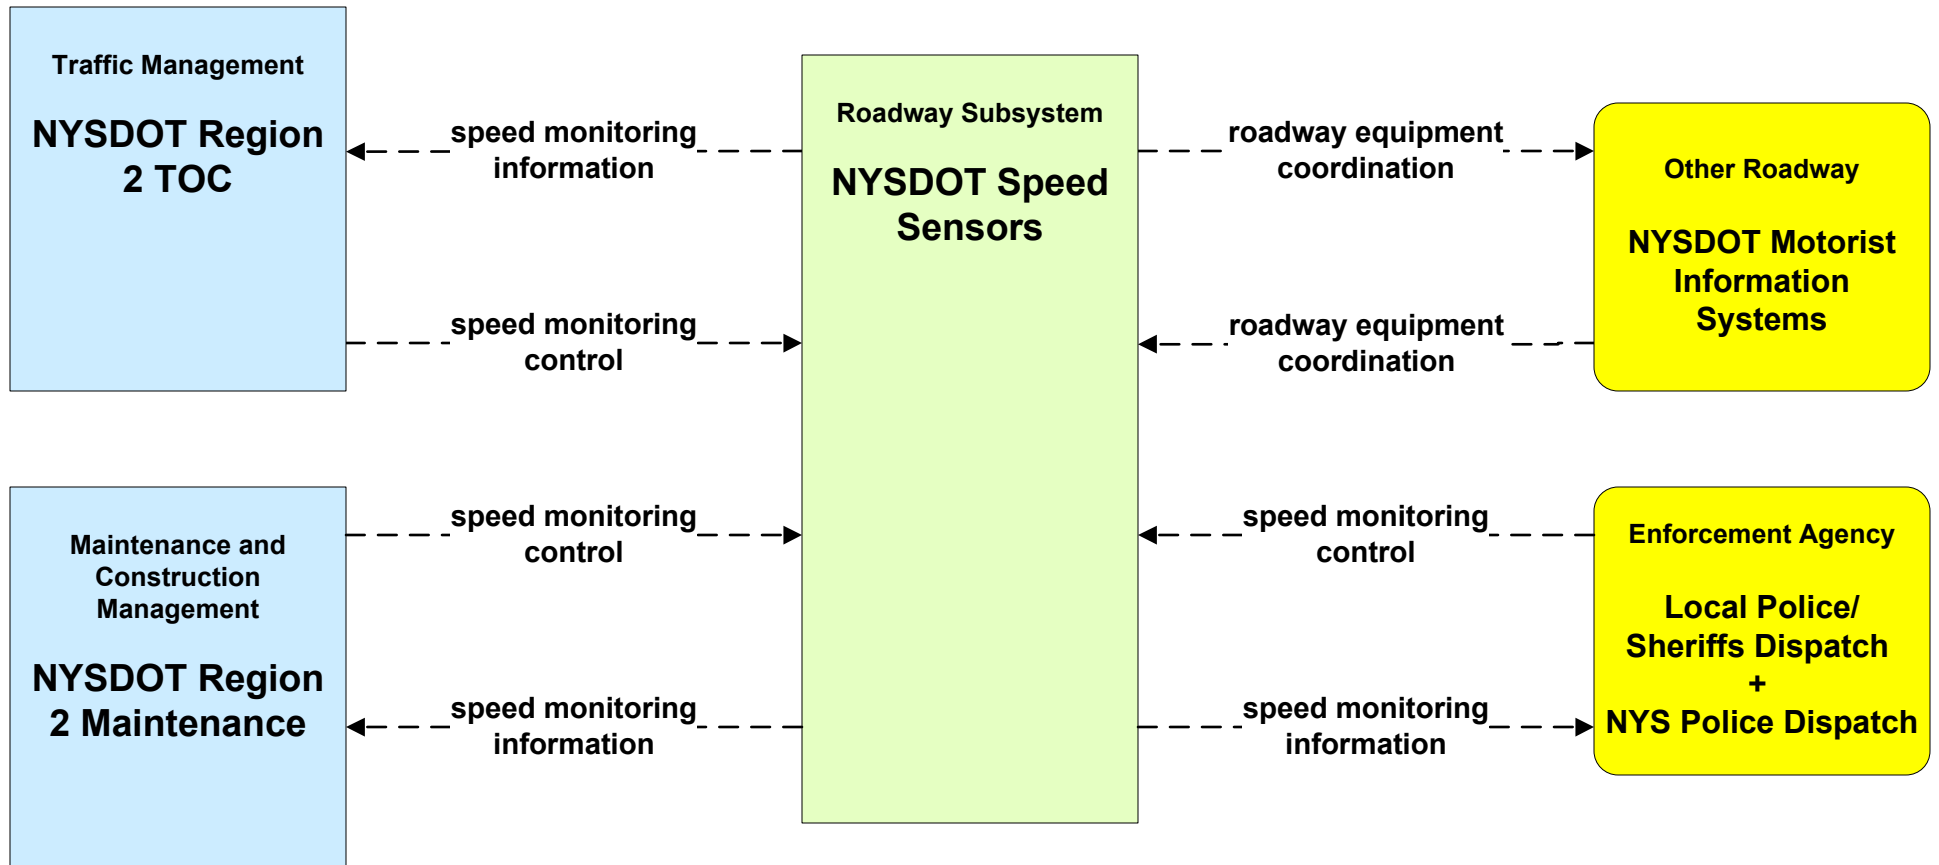 Traffic Management
NYSDOT Region
2 TOC
speed monitoring
information
speed monitoring
control
Maintenance and
Construction
Management
NYSDOT Region
2 Maintenance
speed monitoring
control
speed monitoring
information
Roadway Subsystem
NYSDOT Speed
Sensors
roadway equipment
coordination
roadway equipment
coordination
Other Roadway
NYSDOT Motorist
Information
Systems
speed monitoring
control
speed monitoring
information
Enforcement Agency
Local Police/
Sheriffs Dispatch
+
NYS Police Dispatch